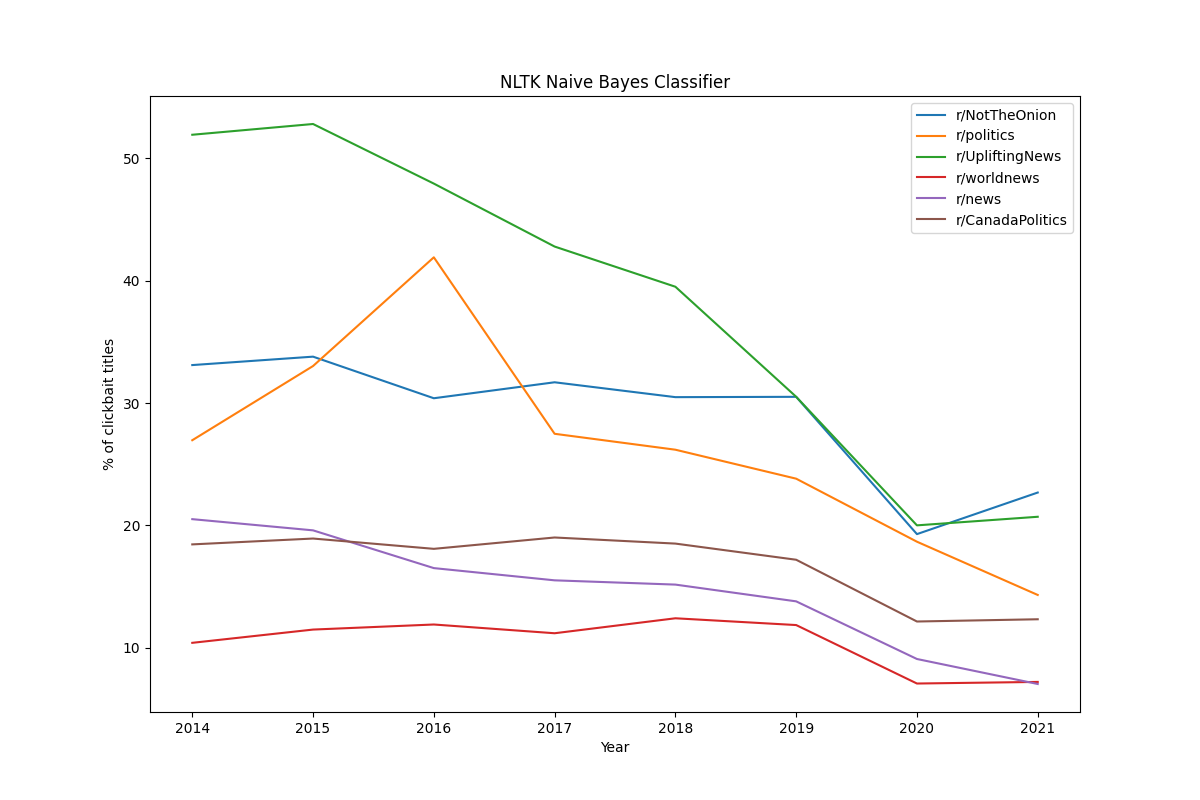 NLTK Naive Bayes Classifier
r/NotTheOnion
r/politics
r/UpliftingNews
r/worldnews
r/news
r/CanadaPolitics
% of clickbait titles
50
40
30
20
10
2014 2015 2016 2017 2018 2019 2020 2021
Year